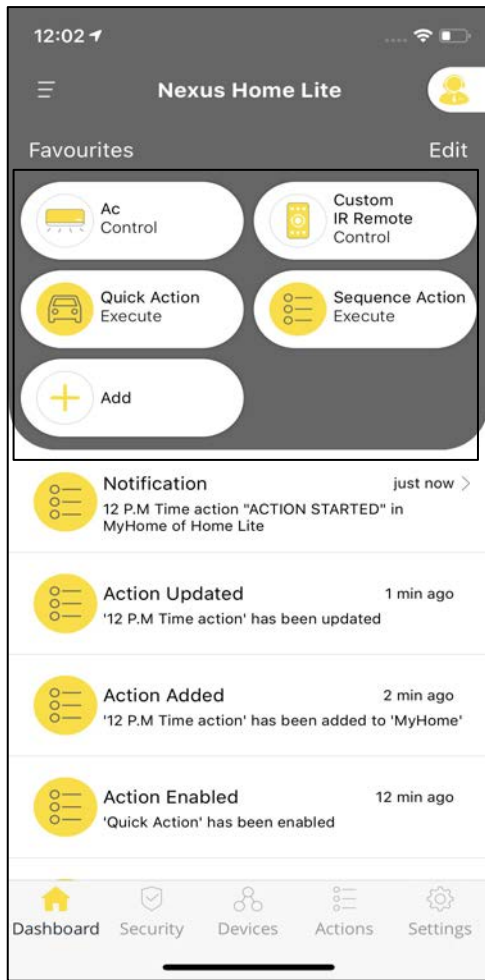 12:02
Nexus Home Lite
Favourites Edit
Ac
Control
Custom
IR Remote
Control
Quick Action
Execute
Sequence Action
Execute
Add
Notification just now
12 P.M Time action "ACTION STARTED" in
MyHome of Home Lite
Action Updated 1 min ago
'12 P.M Time action' has been updated
Action Added 2 min ago
'12 P.M Time action' has been added to 'MyHome'
Action Enabled 12 min ago
'Quick Action' has been enabled
Dashboard Security Devices Actions Settings